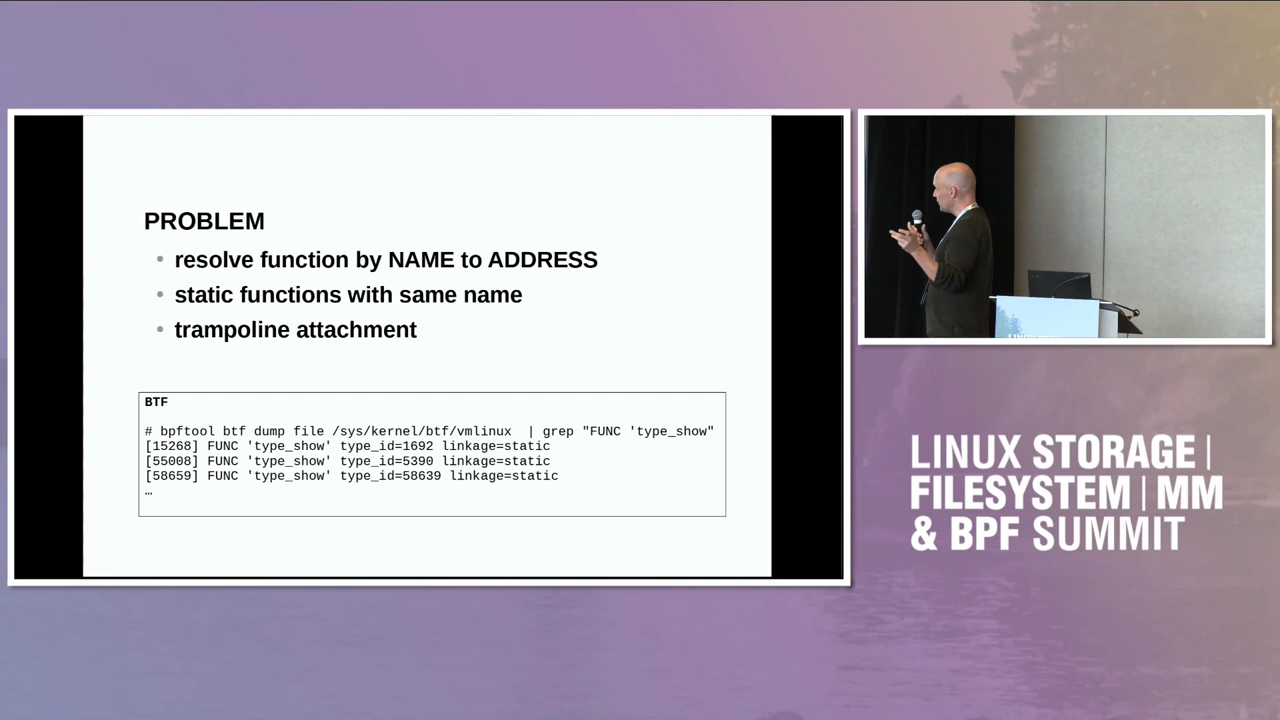 PROBLEM
• resolve function by NAME to ADDRESS
• static functions with same name
• trampoline attachment
BTF
# bpftool btf dump file /sys/kernel/btf/vmlinux  | grep "FUNC 'type_show"
[15268] FUNC 'type_show' type_id=1692 linkage=static
[55008] FUNC 'type_show' type_id=5390 linkage=static
[58659] FUNC 'type_show' type_id=58639 linkage=static
…
LINUX STORAGE |
FILESYSTEM | MM
& BPF SUMMIT